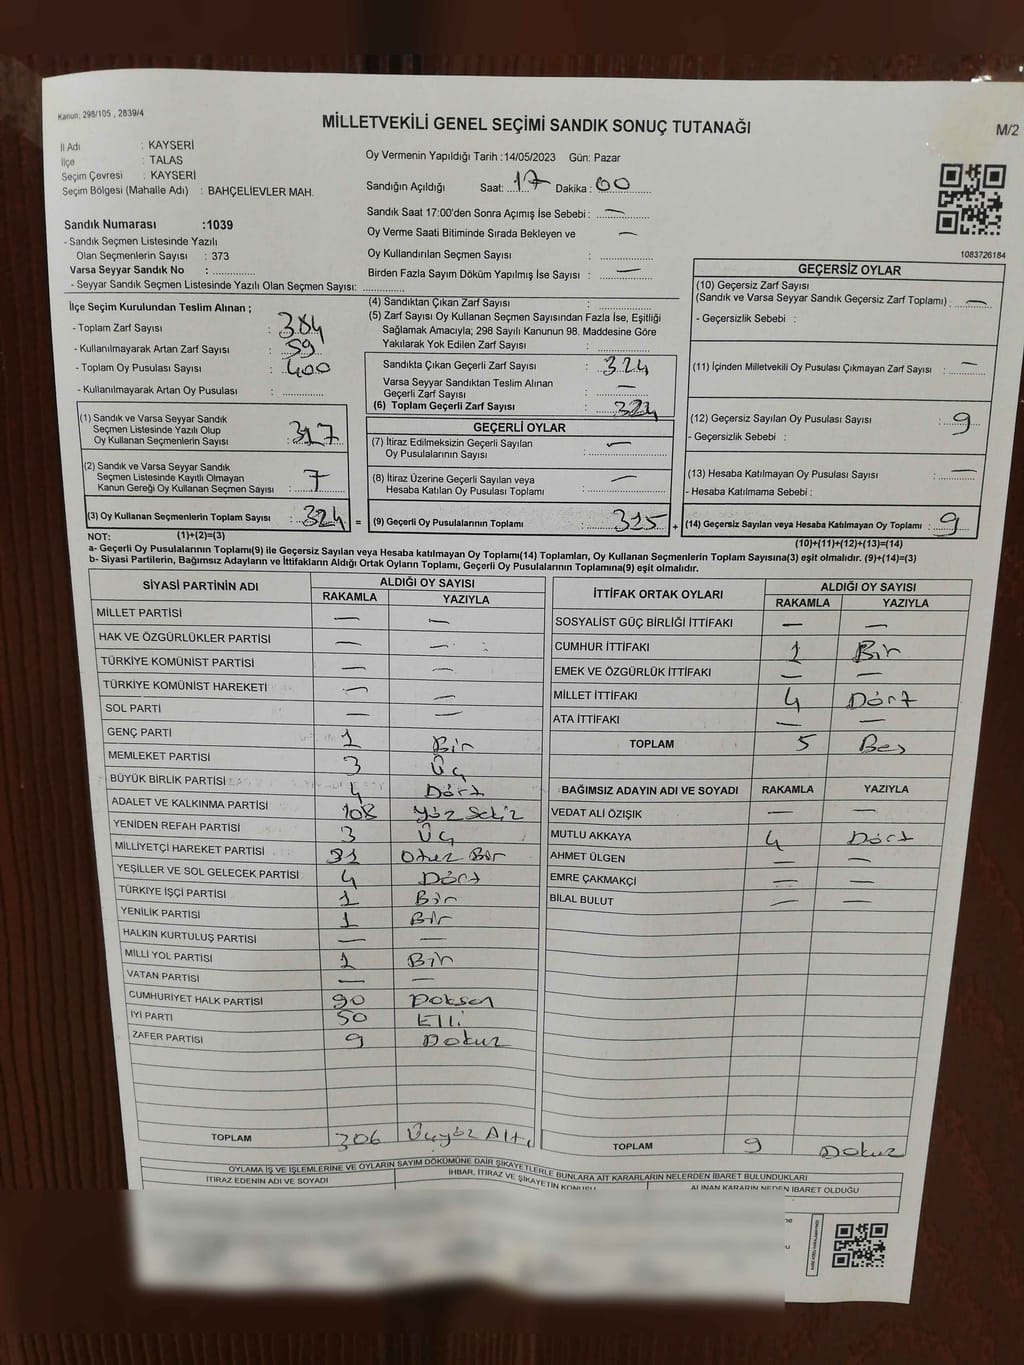 Kanun, 298/105 , 2839/4
MİLLETVEKİLİ GENEL SEÇİMİ SANDIK SONUÇ TUTANAĞI
M/2
İl Adı : KAYSERİ
İlçe : TALAS
Seçim Çevresi : KAYSERİ
Seçim Bölgesi (Mahalle Adı) : BAHÇELİEVLER MAH.
Oy Vermenin Yapıldığı Tarih :14/05/2023 Gün: Pazar
Sandığın Açıldığı Saat: 17 Dakika : 00
Sandık Saat 17:00'den Sonra Açımış İse Sebebi : —
Oy Verme Saati Bitiminde Sırada Bekleyen ve —
Oy Kullandırılan Seçmen Sayısı :
Birden Fazla Sayım Döküm Yapılmış İse Sayısı : —
1083726184
Sandık Numarası :1039
- Sandık Seçmen Listesinde Yazılı
Olan Seçmenlerin Sayısı : 373
Varsa Seyyar Sandık No :
- Seyyar Sandık Seçmen Listesinde Yazılı Olan Seçmen Sayısı:
İlçe Seçim Kurulundan Teslim Alınan ;
- Toplam Zarf Sayısı : 384
- Kullanılmayarak Artan Zarf Sayısı : 59
- Toplam Oy Pusulası Sayısı : 400
- Kullanılmayarak Artan Oy Pusulası :
(1) Sandık ve Varsa Seyyar Sandık
Seçmen Listesinde Yazılı Olup
Oy Kullanan Seçmenlerin Sayısı : 317
(2) Sandık ve Varsa Seyyar Sandık
Seçmen Listesinde Kayıtlı Olmayan
Kanun Gereği Oy Kullanan Seçmen Sayısı : 7
(3) Oy Kullanan Seçmenlerin Toplam Sayısı : 324 =
(4) Sandıktan Çıkan Zarf Sayısı :
(5) Zarf Sayısı Oy Kullanan Seçmen Sayısından Fazla İse, Eşitliği
Sağlamak Amacıyla; 298 Sayılı Kanunun 98. Maddesine Göre
Yakılarak Yok Edilen Zarf Sayısı :
Sandıkta Çıkan Geçerli Zarf Sayısı : 324
Varsa Seyyar Sandıktan Teslim Alınan
Geçerli Zarf Sayısı : —
(6) Toplam Geçerli Zarf Sayısı : 324
GEÇERLİ OYLAR
(7) İtiraz Edilmeksizin Geçerli Sayılan
Oy Pusulalarının Sayısı : —
(8) İtiraz Üzerine Geçerli Sayılan veya
Hesaba Katılan Oy Pusulası Toplamı : —
(9) Geçerli Oy Pusulalarının Toplamı : 315 +
GEÇERSİZ OYLAR
(10) Geçersiz Zarf Sayısı
(Sandık ve Varsa Seyyar Sandık Geçersiz Zarf Toplamı) : —
- Geçersizlik Sebebi :
(11) İçinden Milletvekili Oy Pusulası Çıkmayan Zarf Sayısı : —
(12) Geçersiz Sayılan Oy Pusulası Sayısı : 9
- Geçersizlik Sebebi :
(13) Hesaba Katılmayan Oy Pusulası Sayısı : —
- Hesaba Katılmama Sebebi :
(14) Geçersiz Sayılan veya Hesaba Katılmayan Oy Toplamı : 9
NOT: (1)+(2)=(3)
(10)+(11)+(12)+(13)=(14)
a- Geçerli Oy Pusulalarının Toplamı(9) ile Geçersiz Sayılan veya Hesaba katılmayan Oy Toplamı(14) Toplamları, Oy Kullanan Seçmenlerin Toplam Sayısına(3) eşit olmalıdır. (9)+(14)=(3)
b- Siyasi Partilerin, Bağımsız Adayların ve İttifakların Aldığı Ortak Oyların Toplamı, Geçerli Oy Pusulalarının Toplamına(9) eşit olmalıdır.
SİYASİ PARTİNİN ADI ALDIĞI OY SAYISI
RAKAMLA YAZIYLA
MİLLET PARTİSİ — —
HAK VE ÖZGÜRLÜKLER PARTİSİ — —
TÜRKİYE KOMÜNİST PARTİSİ — —
TÜRKİYE KOMÜNİST HAREKETİ — —
SOL PARTİ — —
GENÇ PARTİ 1 Bir
MEMLEKET PARTİSİ 3 Üç
BÜYÜK BİRLİK PARTİSİ 4 Dört
ADALET VE KALKINMA PARTİSİ 108 Yüz Sekiz
YENİDEN REFAH PARTİSİ 3 Üç
MİLLİYETÇİ HAREKET PARTİSİ 31 Otuz Bir
YEŞİLLER VE SOL GELECEK PARTİSİ 4 Dört
TÜRKİYE İŞÇİ PARTİSİ 1 Bir
YENİLİK PARTİSİ 1 Bir
HALKIN KURTULUŞ PARTİSİ — —
MİLLİ YOL PARTİSİ 1 Bir
VATAN PARTİSİ — —
CUMHURİYET HALK PARTİSİ 90 Doksan
İYİ PARTİ 50 Elli
ZAFER PARTİSİ 9 Dokuz
TOPLAM 306 Üçyüz Altı
İTTİFAK ORTAK OYLARI ALDIĞI OY SAYISI
RAKAMLA YAZIYLA
SOSYALİST GÜÇ BİRLİĞİ İTTİFAKI — —
CUMHUR İTTİFAKI 1 Bir
EMEK VE ÖZGÜRLÜK İTTİFAKI — —
MİLLET İTTİFAKI 4 Dört
ATA İTTİFAKI — —
TOPLAM 5 Beş
BAĞIMSIZ ADAYIN ADI VE SOYADI RAKAMLA YAZIYLA
VEDAT ALİ ÖZIŞIK — —
MUTLU AKKAYA 4 Dört
AHMET ÜLGEN — —
EMRE ÇAKMAKÇİ — —
BİLAL BULUT — —
TOPLAM 9 Dokuz
OYLAMA İŞ VE İŞLEMLERİNE VE OYLARIN SAYIM DÖKÜMÜNE DAİR ŞİKAYETLERLE BUNLARA AİT KARARLARIN NELERDEN İBARET BULUNDUKLARI
İTİRAZ EDENİN ADI VE SOYADI
İHBAR, İTİRAZ VE ŞİKAYETİN KONUSU
ALINAN KARARIN NEDEN İBARET OLDUĞU